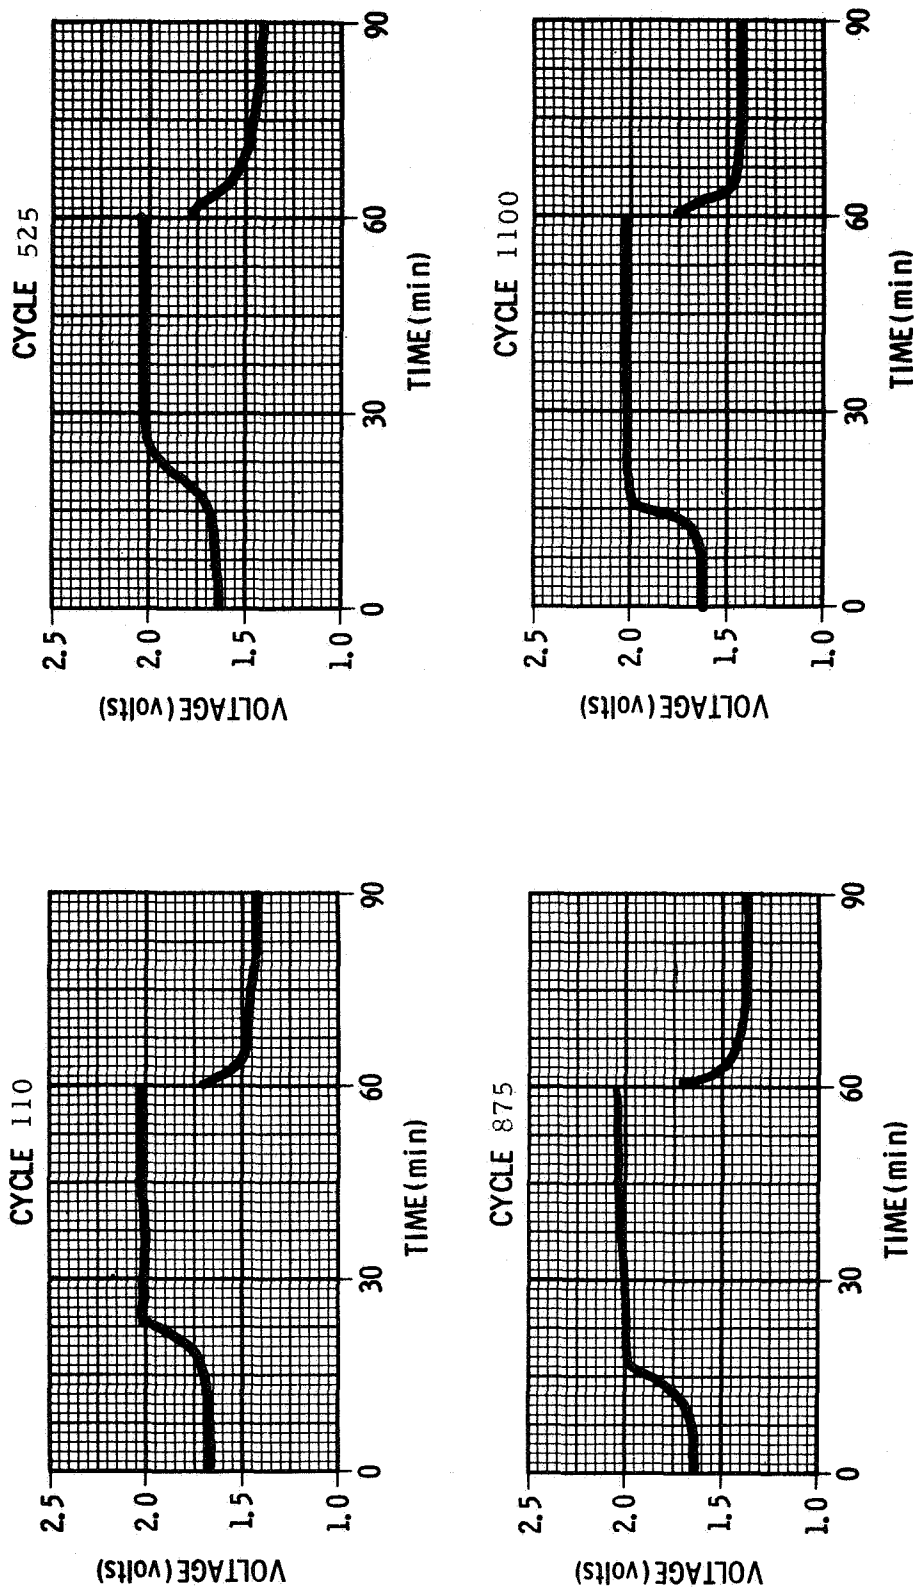 CYCLE 110
VOLTAGE (volts)
2.5
2.0
1.5
1.0
0
30
60
90
TIME (min)
CYCLE 525
VOLTAGE (volts)
2.5
2.0
1.5
1.0
0
30
60
90
TIME (min)
CYCLE 875
VOLTAGE (volts)
2.5
2.0
1.5
1.0
0
30
60
90
TIME (min)
CYCLE 1100
VOLTAGE (volts)
2.5
2.0
1.5
1.0
0
30
60
90
TIME (min)